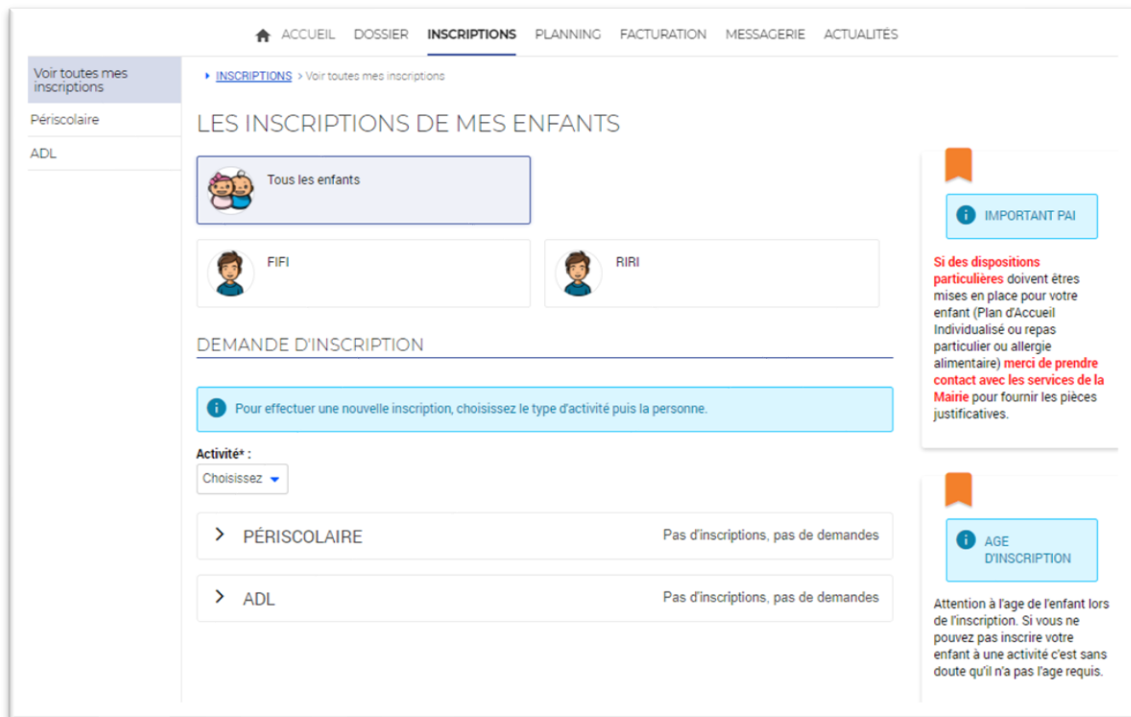 ACCUEIL DOSSIER INSCRIPTIONS PLANNING FACTURATION MESSAGERIE ACTUALITÉS
Voir toutes mes
inscriptions
Périscolaire
ADL
INSCRIPTIONS > Voir toutes mes inscriptions
LES INSCRIPTIONS DE MES ENFANTS
Tous les enfants
FIFI
RIRI
DEMANDE D'INSCRIPTION
Pour effectuer une nouvelle inscription, choisissez le type d'activité puis la personne.
Activité* :
Choisissez
PÉRISCOLAIRE Pas d'inscriptions, pas de demandes
ADL Pas d'inscriptions, pas de demandes
IMPORTANT PAI
Si des dispositions
particulières doivent êtres
mises en place pour votre
enfant (Plan d'Accueil
Individualisé ou repas
particulier ou allergie
alimentaire) merci de prendre
contact avec les services de la
Mairie pour fournir les pièces
justificatives.
AGE
D'INSCRIPTION
Attention à l'age de l'enfant lors
de l'inscription. Si vous ne
pouvez pas inscrire votre
enfant à une activité c'est sans
doute qu'il n'a pas l'age requis.